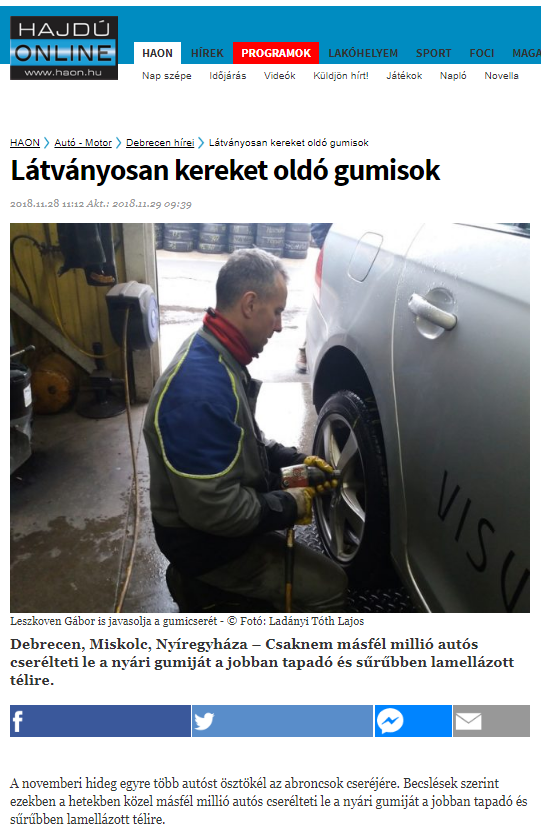 HAJDÚ
ONLINE
www.haon.hu
HAON HÍREK PROGRAMOK LAKÓHELYEM SPORT FOCI MAGA
Nap szépe Időjárás Videók Küldjön hírt! Játékok Napló Novella
HAON Autó - Motor Debrecen hírei Látványosan kereket oldó gumisok
Látványosan kereket oldó gumisok
2018.11.28 11:12 Akt.: 2018.11.29 09:39
VISU
Leszkoven Gábor is javasolja a gumicserét - © Fotó: Ladányi Tóth Lajos
Debrecen, Miskolc, Nyíregyháza – Csaknem másfél millió autós
cserélteti le a nyári gumiját a jobban tapadó és sűrűbben lamellázott
télire.
A novemberi hideg egyre több autóst ösztökél az abroncsok cseréjére. Becslések szerint
ezekben a hetekben közel másfél millió autós cserélteti le a nyári gumiját a jobban tapadó és
sűrűbben lamellázott télire.